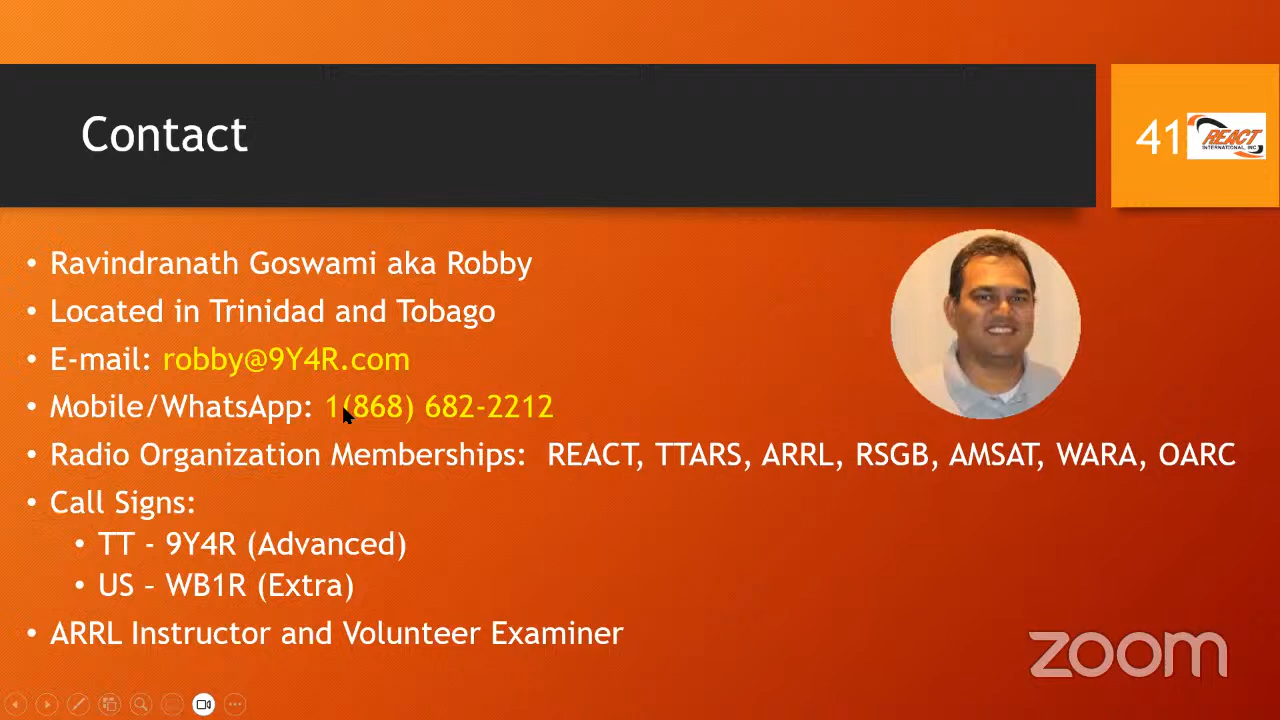 Contact
41
REACT
INTERNATIONAL, INC.
• Ravindranath Goswami aka Robby
• Located in Trinidad and Tobago
• E-mail: robby@9Y4R.com
• Mobile/WhatsApp: 1(868) 682-2212
• Radio Organization Memberships: REACT, TTARS, ARRL, RSGB, AMSAT, WARA, OARC
• Call Signs:
• TT - 9Y4R (Advanced)
• US – WB1R (Extra)
• ARRL Instructor and Volunteer Examiner
zoom